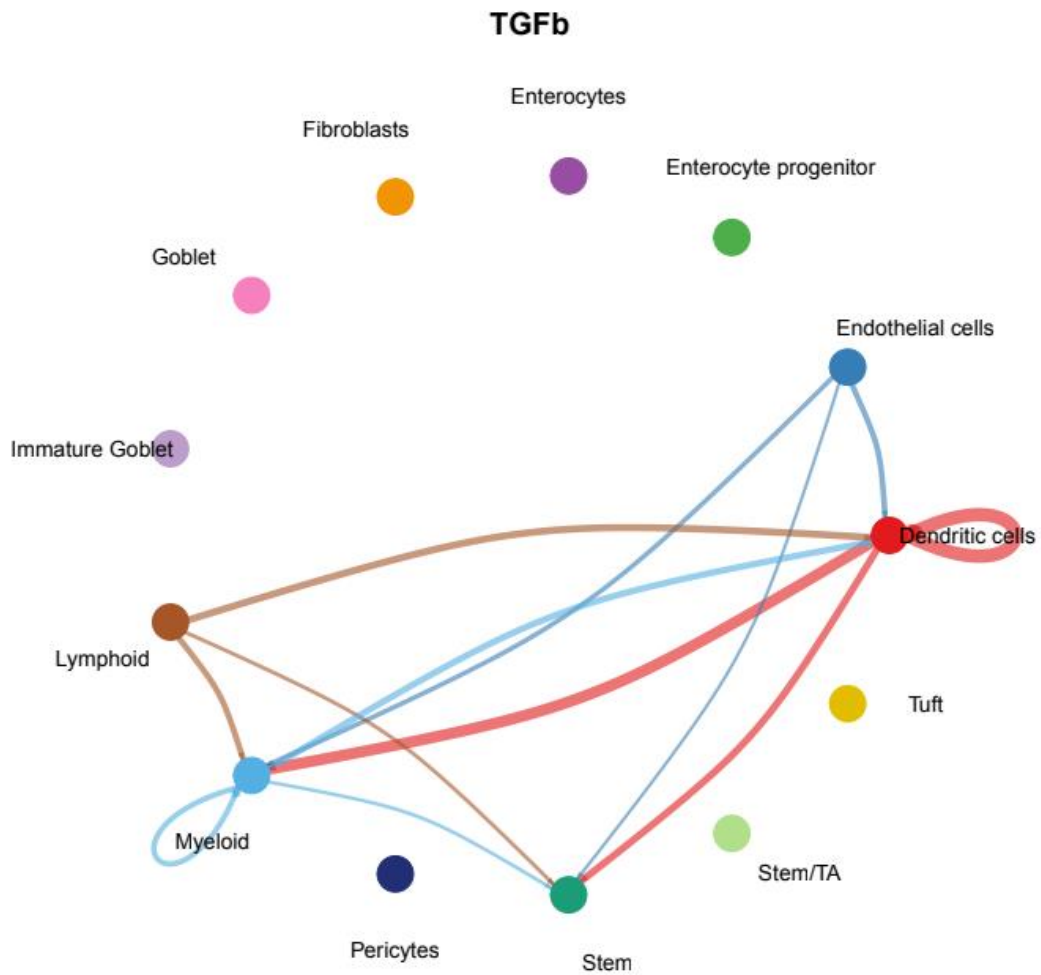 TGFb
Enterocytes
Fibroblasts
Enterocyte progenitor
Goblet
Endothelial cells
Immature Goblet
Dendritic cells
Lymphoid
Tuft
Myeloid
Stem/TA
Pericytes
Stem